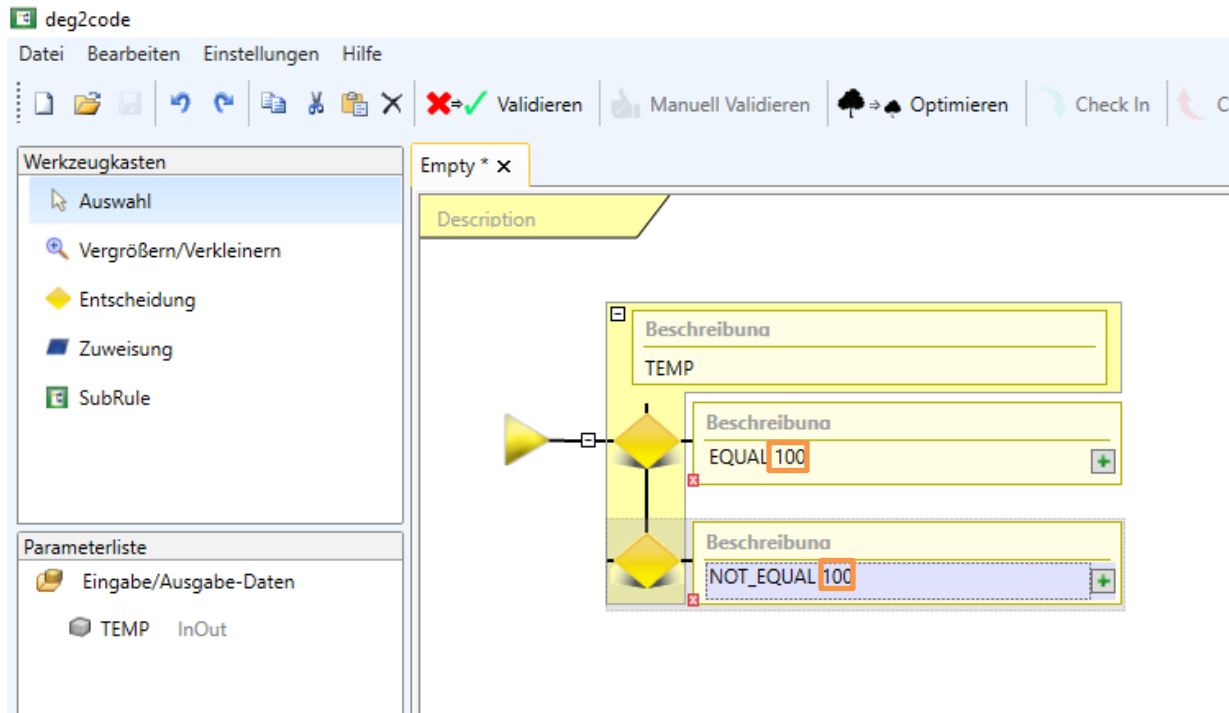 deg2code
Datei Bearbeiten Einstellungen Hilfe
Validieren Manuell Validieren Optimieren Check In C
Werkzeugkasten
Auswahl
Vergrößern/Verkleinern
Entscheidung
Zuweisung
SubRule
Parameterliste
Eingabe/Ausgabe-Daten
TEMP InOut
Empty *
Description
Beschreibung
TEMP
Beschreibung
EQUAL 100
Beschreibung
NOT_EQUAL 100